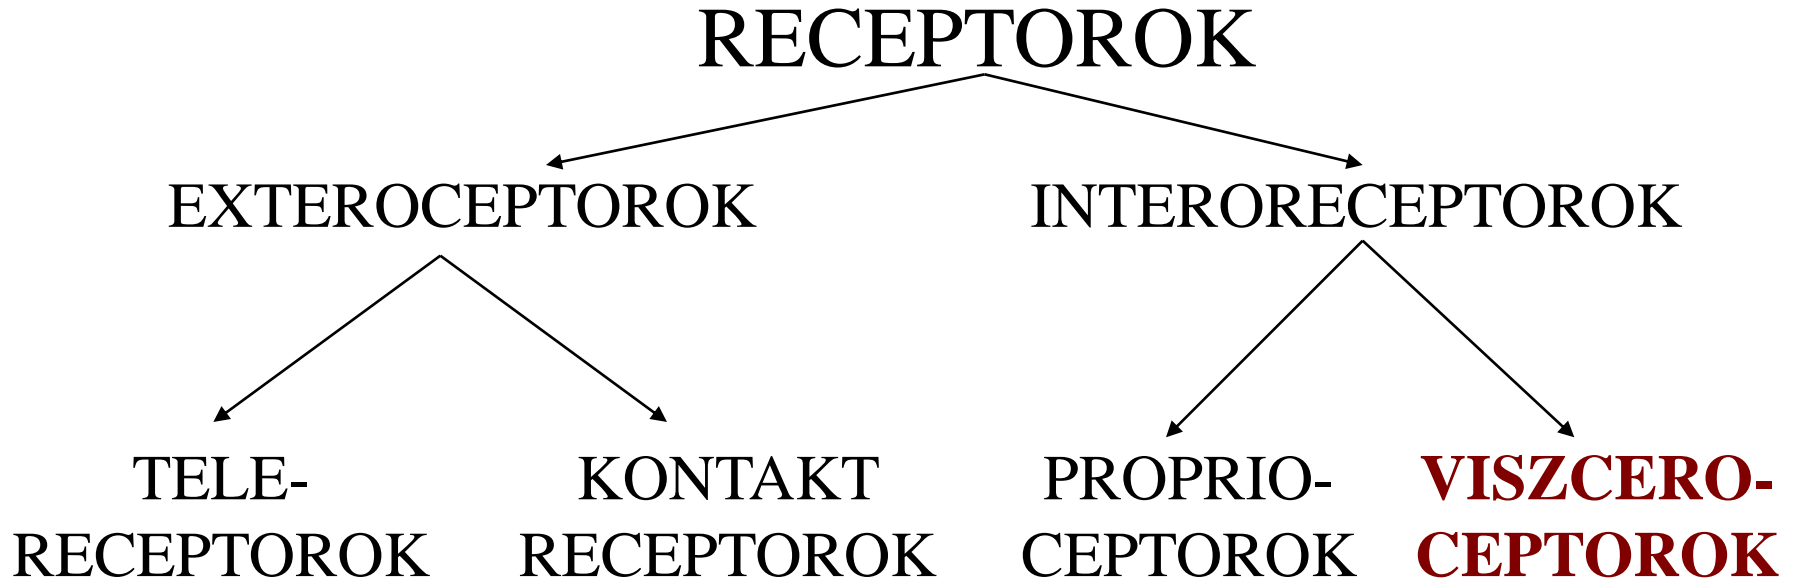 RECEPTOROK
EXTEROCEPTOROK
INTERORECEPTOROK
TELE-
RECEPTOROK
KONTAKT
RECEPTOROK
PROPRIO-
CEPTOROK
VISZCERO-
CEPTOROK